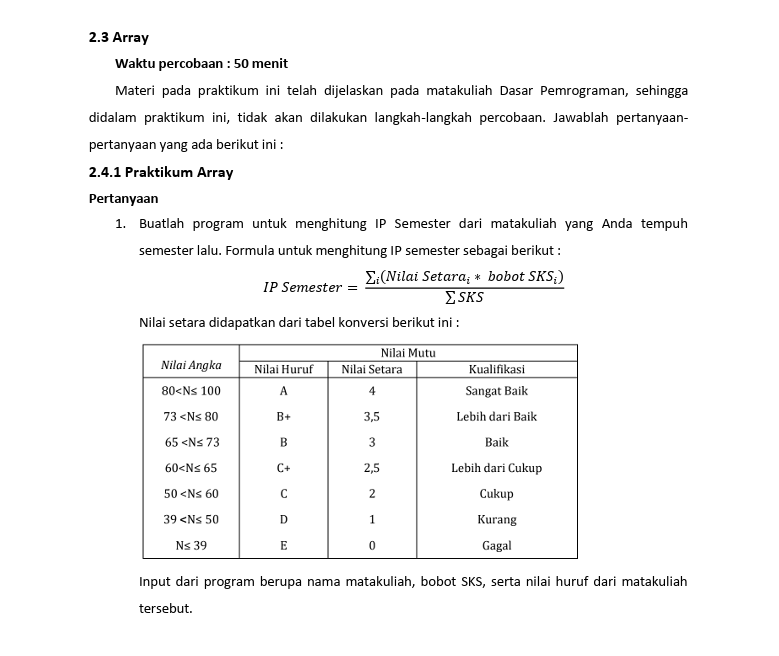 2.3 Array
Waktu percobaan : 50 menit
Materi pada praktikum ini telah dijelaskan pada matakuliah Dasar Pemrograman, sehingga
didalam praktikum ini, tidak akan dilakukan langkah-langkah percobaan. Jawablah pertanyaan-
pertanyaan yang ada berikut ini :
2.4.1 Praktikum Array
Pertanyaan
1. Buatlah program untuk menghitung IP Semester dari matakuliah yang Anda tempuh
semester lalu. Formula untuk menghitung IP semester sebagai berikut :
IP Semester = ∑ᵢ(Nilai Setaraᵢ * bobot SKSᵢ) / ∑ SKS
Nilai setara didapatkan dari tabel konversi berikut ini :
Nilai Angka Nilai Mutu
Nilai Huruf Nilai Setara Kualifikasi
80<N≤ 100 A 4 Sangat Baik
73 <N≤ 80 B+ 3,5 Lebih dari Baik
65 <N≤ 73 B 3 Baik
60<N≤ 65 C+ 2,5 Lebih dari Cukup
50 <N≤ 60 C 2 Cukup
39 <N≤ 50 D 1 Kurang
N≤ 39 E 0 Gagal
Input dari program berupa nama matakuliah, bobot SKS, serta nilai huruf dari matakuliah
tersebut.